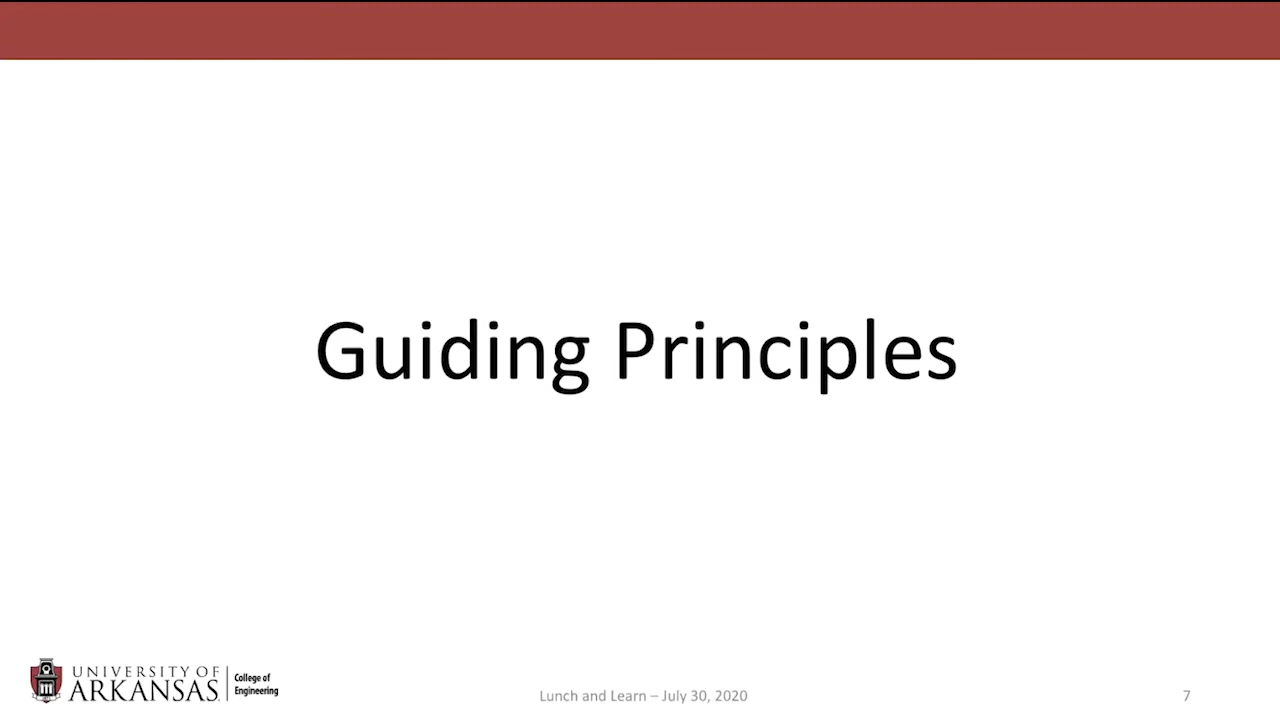 Guiding Principles
UNIVERSITY OF
ARKANSAS
College of
Engineering
Lunch and Learn – July 30, 2020
7